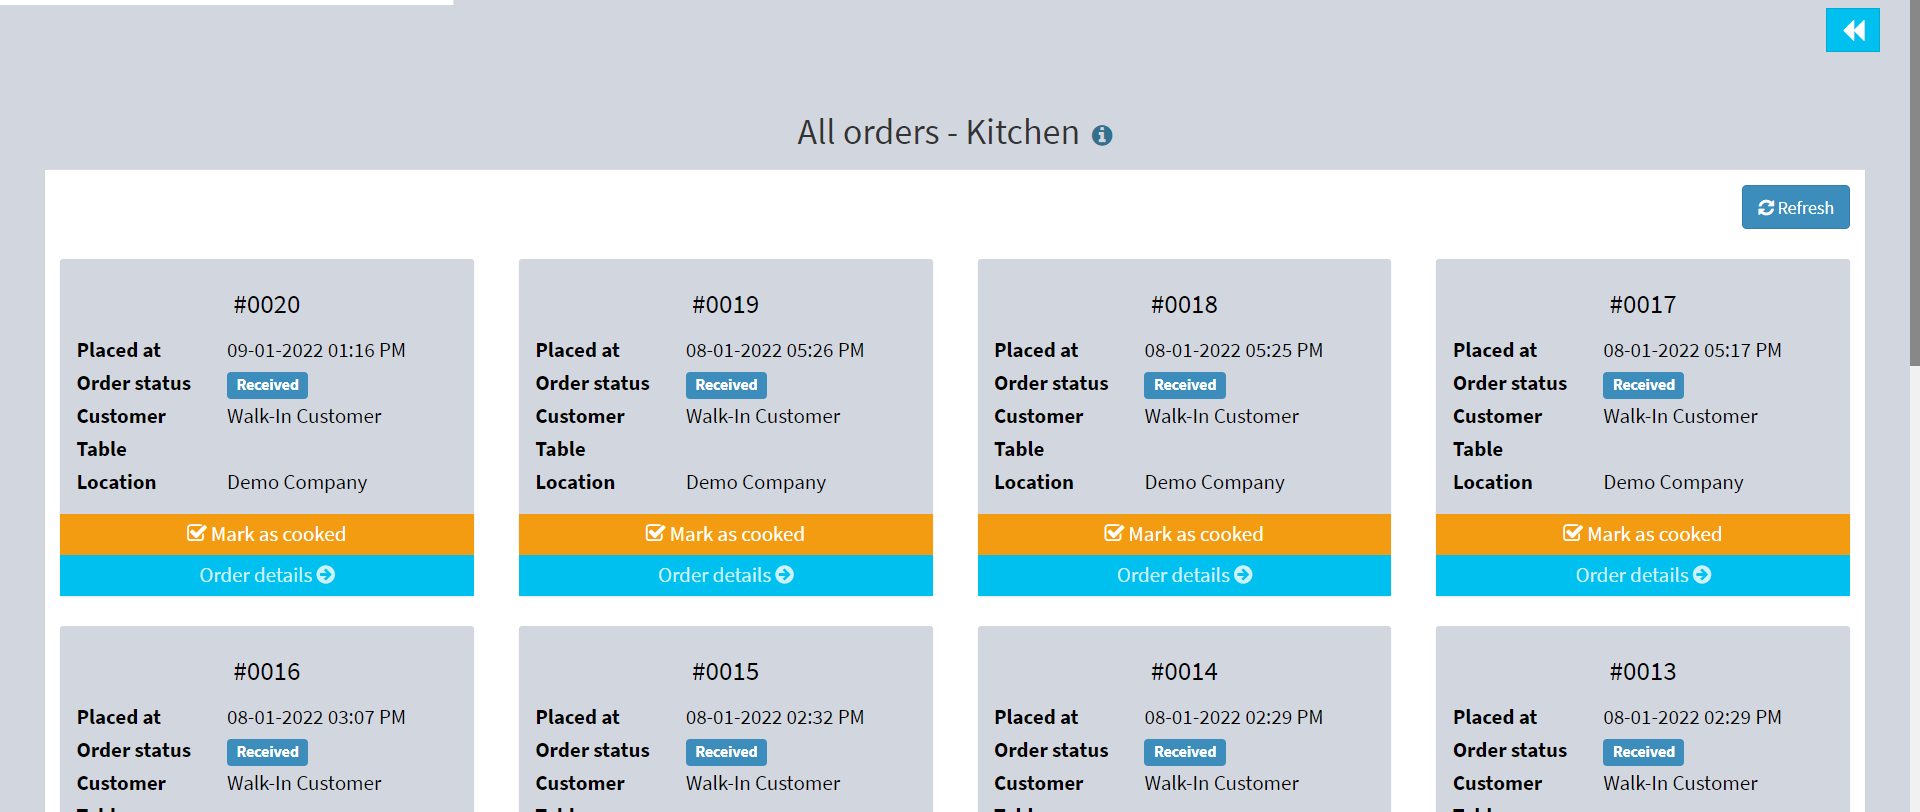 All orders - Kitchen
Refresh
#0020
Placed at 09-01-2022 01:16 PM
Order status Received
Customer Walk-In Customer
Table
Location Demo Company
Mark as cooked
Order details
#0019
Placed at 08-01-2022 05:26 PM
Order status Received
Customer Walk-In Customer
Table
Location Demo Company
Mark as cooked
Order details
#0018
Placed at 08-01-2022 05:25 PM
Order status Received
Customer Walk-In Customer
Table
Location Demo Company
Mark as cooked
Order details
#0017
Placed at 08-01-2022 05:17 PM
Order status Received
Customer Walk-In Customer
Table
Location Demo Company
Mark as cooked
Order details
#0016
Placed at 08-01-2022 03:07 PM
Order status Received
Customer Walk-In Customer
#0015
Placed at 08-01-2022 02:32 PM
Order status Received
Customer Walk-In Customer
#0014
Placed at 08-01-2022 02:29 PM
Order status Received
Customer Walk-In Customer
#0013
Placed at 08-01-2022 02:29 PM
Order status Received
Customer Walk-In Customer